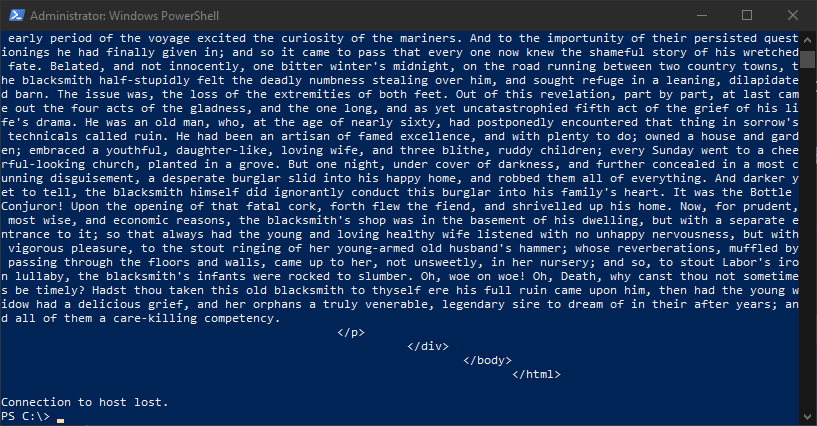 Administrator: Windows PowerShell
early period of the voyage excited the curiosity of the mariners. And to the importunity of their persisted quest
ionings he had finally given in; and so it came to pass that every one now knew the shameful story of his wretched
fate. Belated, and not innocently, one bitter winter's midnight, on the road running between two country towns, t
he blacksmith half-stupidly felt the deadly numbness stealing over him, and sought refuge in a leaning, dilapidate
d barn. The issue was, the loss of the extremities of both feet. Out of this revelation, part by part, at last cam
e out the four acts of the gladness, and the one long, and as yet uncatastrophied fifth act of the grief of his li
fe's drama. He was an old man, who, at the age of nearly sixty, had postponedly encountered that thing in sorrow's
technicals called ruin. He had been an artisan of famed excellence, and with plenty to do; owned a house and gard
en; embraced a youthful, daughter-like, loving wife, and three blithe, ruddy children; every Sunday went to a chee
rful-looking church, planted in a grove. But one night, under cover of darkness, and further concealed in a most c
unning disguisement, a desperate burglar slid into his happy home, and robbed them all of everything. And darker y
et to tell, the blacksmith himself did ignorantly conduct this burglar into his family's heart. It was the Bottle
Conjuror! Upon the opening of that fatal cork, forth flew the fiend, and shrivelled up his home. Now, for prudent,
most wise, and economic reasons, the blacksmith's shop was in the basement of his dwelling, but with a separate e
ntrance to it; so that always had the young and loving healthy wife listened with no unhappy nervousness, but with
vigorous pleasure, to the stout ringing of her young-armed old husband's hammer; whose reverberations, muffled by
passing through the floors and walls, came up to her, not unsweetly, in her nursery; and so, to stout Labor's iro
n lullaby, the blacksmith's infants were rocked to slumber. Oh, woe on woe! Oh, Death, why canst thou not sometime
s be timely? Hadst thou taken this old blacksmith to thyself ere his full ruin came upon him, then had the young w
idow had a delicious grief, and her orphans a truly venerable, legendary sire to dream of in their after years; an
d all of them a care-killing competency.
</p>
</div>
</body>
</html>
Connection to host lost.
PS C:\>